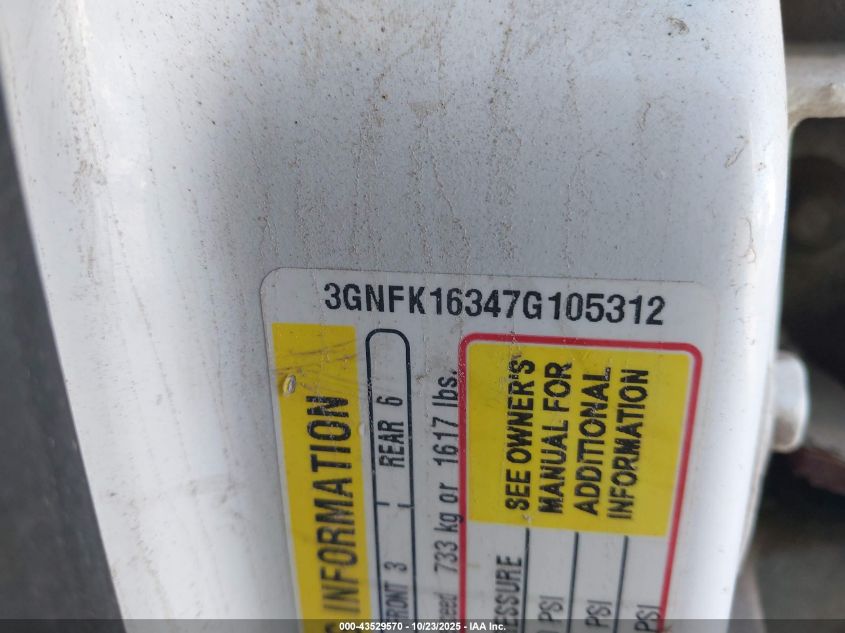 3GNFK16347G105312
INFORMATION
FRONT 3 REAR 6
733 kg or 1617 lbs.
SEE OWNER'S
MANUAL FOR
ADDITIONAL
INFORMATION
PSI
PSI
PSI
000-43529570 - 10/23/2025 - IAA Inc.